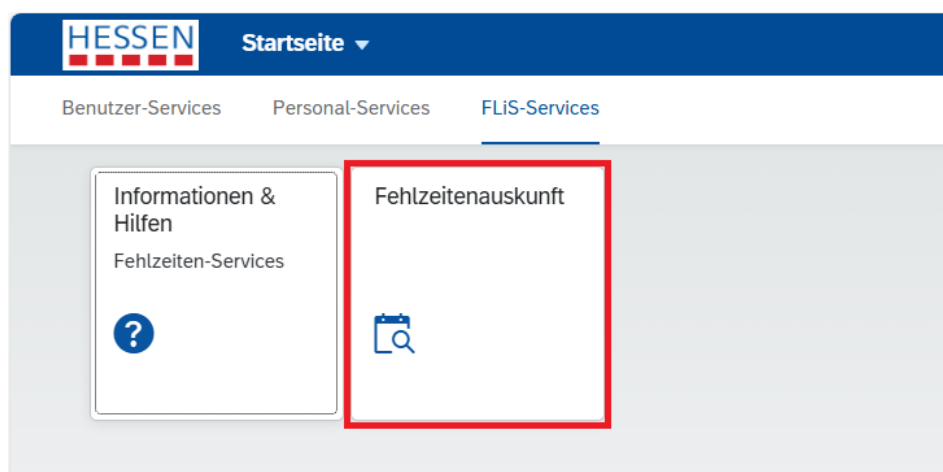 HESSEN
Startseite
Benutzer-Services
Personal-Services
FLiS-Services
Informationen &
Hilfen
Fehlzeiten-Services
?
Fehlzeitenauskunft